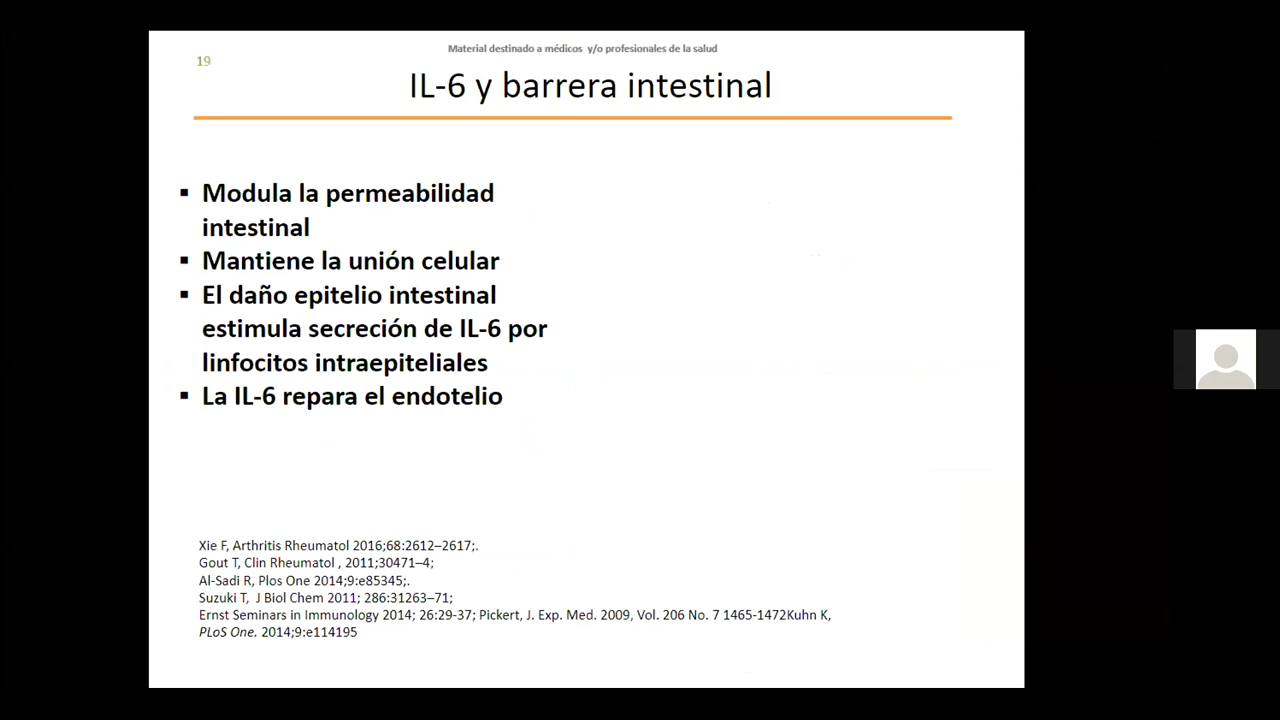 Material destinado a médicos y/o profesionales de la salud
19
IL-6 y barrera intestinal
▪ Modula la permeabilidad
intestinal
▪ Mantiene la unión celular
▪ El daño epitelio intestinal
estimula secreción de IL-6 por
linfocitos intraepiteliales
▪ La IL-6 repara el endotelio
Xie F, Arthritis Rheumatol 2016;68:2612–2617;.
Gout T, Clin Rheumatol , 2011;30471–4;
Al-Sadi R, Plos One 2014;9:e85345;.
Suzuki T, J Biol Chem 2011; 286:31263–71;
Ernst Seminars in Immunology 2014; 26:29-37; Pickert, J. Exp. Med. 2009, Vol. 206 No. 7 1465-1472Kuhn K,
PLoS One. 2014;9:e114195